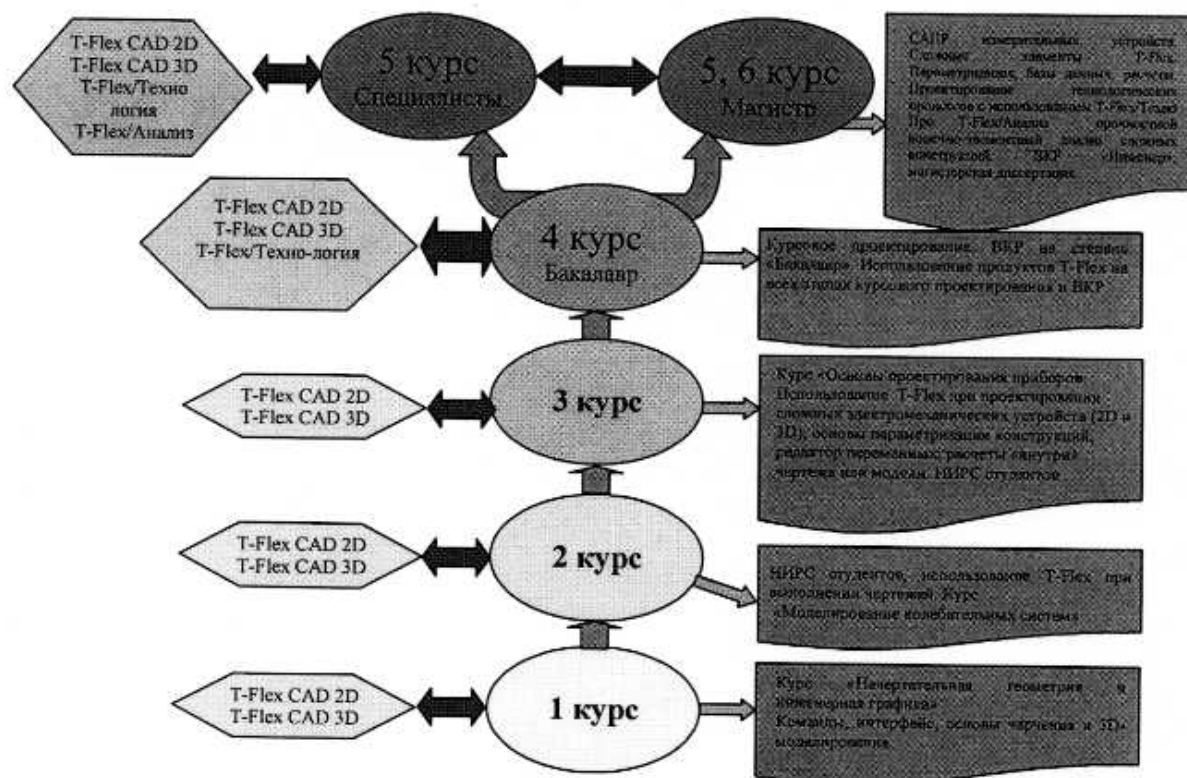 T-Flex CAD 2D
T-Flex CAD 3D
T-Flex/Техно
логия
T-Flex/Анализ
5 курс
Специалисты
5, 6 курс
Магистр
САПР измерительных устройств.
Сложные элементы T-Flex.
Параметризация, базы данных, расчеты.
Проектирование технологических
процессов с использованием T-Flex/Техно
Про T-Flex/Анализ прочностной
конечно-элементный анализ сложных
конструкций. ВКР «Инженер»,
магистерская диссертация.
T-Flex CAD 2D
T-Flex CAD 3D
T-Flex/Техно-логия
4 курс
Бакалавр
Курсовое проектирование. ВКР на степень
«Бакалавр». Использование продуктов T-Flex на
всех этапах курсового проектирования и ВКР
T-Flex CAD 2D
T-Flex CAD 3D
3 курс
Курс «Основы проектирования приборов
Использование T-Flex при проектировании
сложных электромеханических устройств (2D и
3D), основы параметризации конструкций,
редактор переменных, расчеты «внутри»
чертежа или модели. НИРС студентов
T-Flex CAD 2D
T-Flex CAD 3D
2 курс
НИРС студентов, использование T-Flex при
выполнении чертежей. Курс
«Моделирование колебательных систем»
T-Flex CAD 2D
T-Flex CAD 3D
1 курс
Курс «Начертательная геометрия и
инженерная графика»
Команды, интерфейс, основы черчения и 3D-
моделирования